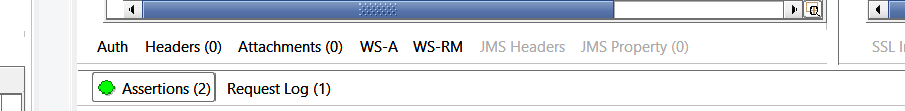 Auth Headers (0) Attachments (0) WS-A WS-RM JMS Headers JMS Property (0) SSL
Assertions (2) Request Log (1)